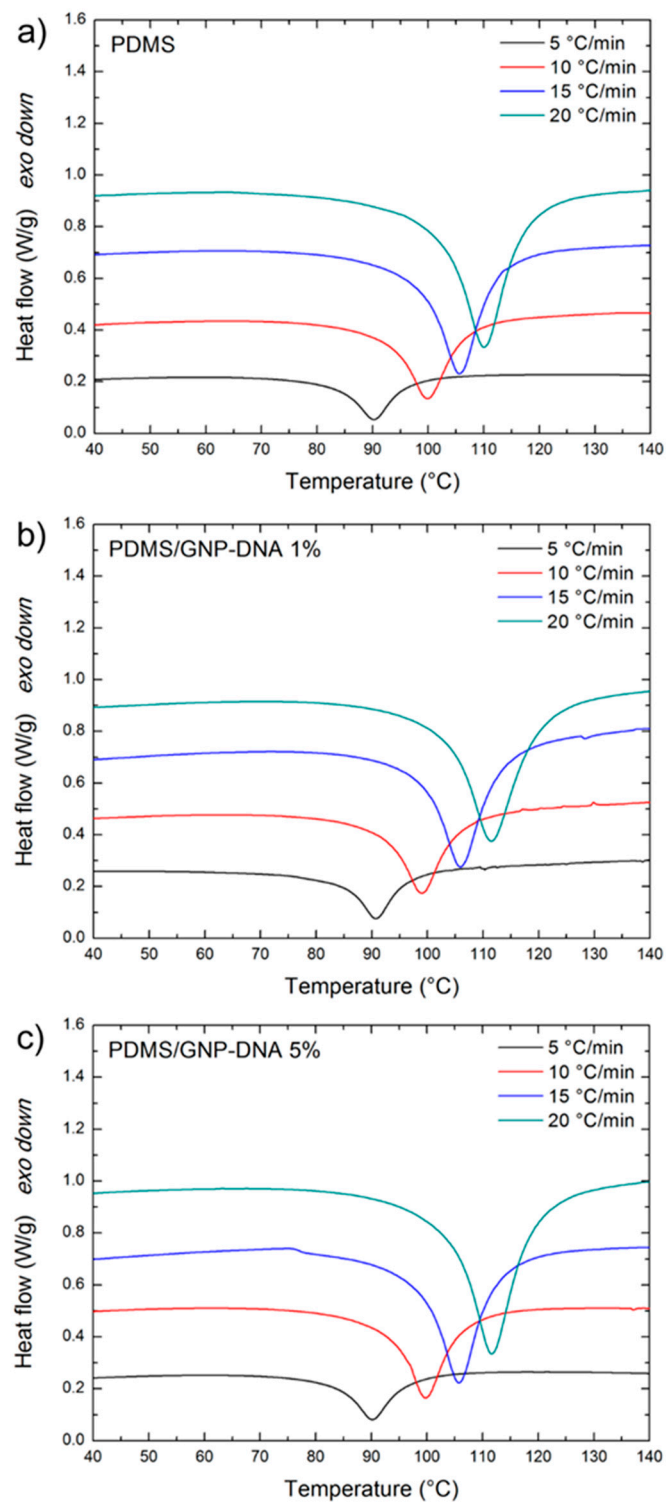 a)
PDMS
5 °C/min
10 °C/min
15 °C/min
20 °C/min
Heat flow (W/g) exo down
1.6
1.4
1.2
1.0
0.8
0.6
0.4
0.2
0.0
40 50 60 70 80 90 100 110 120 130 140
Temperature (°C)
b)
PDMS/GNP-DNA 1%
5 °C/min
10 °C/min
15 °C/min
20 °C/min
Heat flow (W/g) exo down
1.6
1.4
1.2
1.0
0.8
0.6
0.4
0.2
0.0
40 50 60 70 80 90 100 110 120 130 140
Temperature (°C)
c)
PDMS/GNP-DNA 5%
5 °C/min
10 °C/min
15 °C/min
20 °C/min
Heat flow (W/g) exo down
1.6
1.4
1.2
1.0
0.8
0.6
0.4
0.2
0.0
40 50 60 70 80 90 100 110 120 130 140
Temperature (°C)